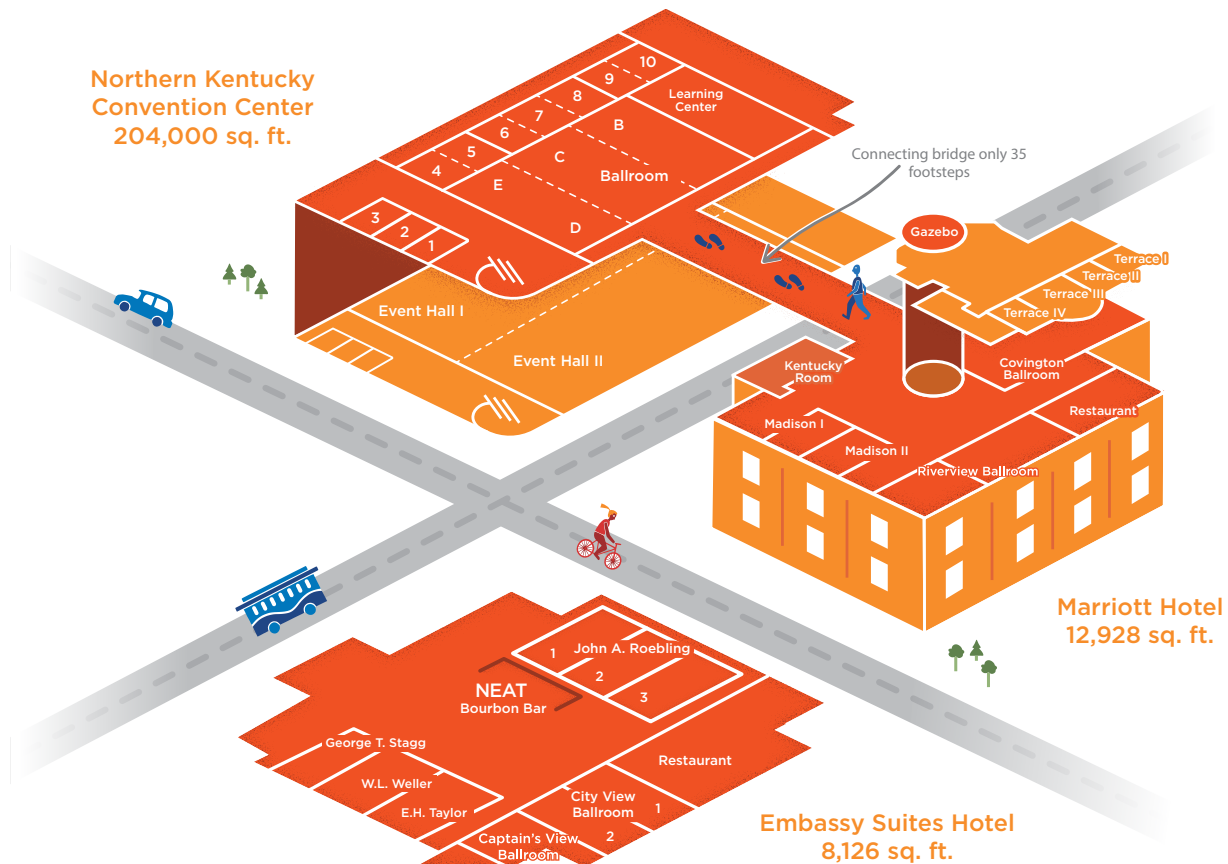 Northern Kentucky
Convention Center
204,000 sq. ft.
10
9
8
7
6
5
4
Learning
Center
B
C
Ballroom
E
D
3
2
1
Event Hall I
Event Hall II
Connecting bridge only 35
footsteps
Gazebo
Terrace I
Terrace II
Terrace III
Terrace IV
Kentucky
Room
Covington
Ballroom
Madison I
Madison II
Restaurant
Riverview Ballroom
Marriott Hotel
12,928 sq. ft.
John A. Roebling
1
2
3
NEAT
Bourbon Bar
George T. Stagg
W.L. Weller
E.H. Taylor
Restaurant
City View
Ballroom
1
2
Captain's View
Ballroom
Embassy Suites Hotel
8,126 sq. ft.